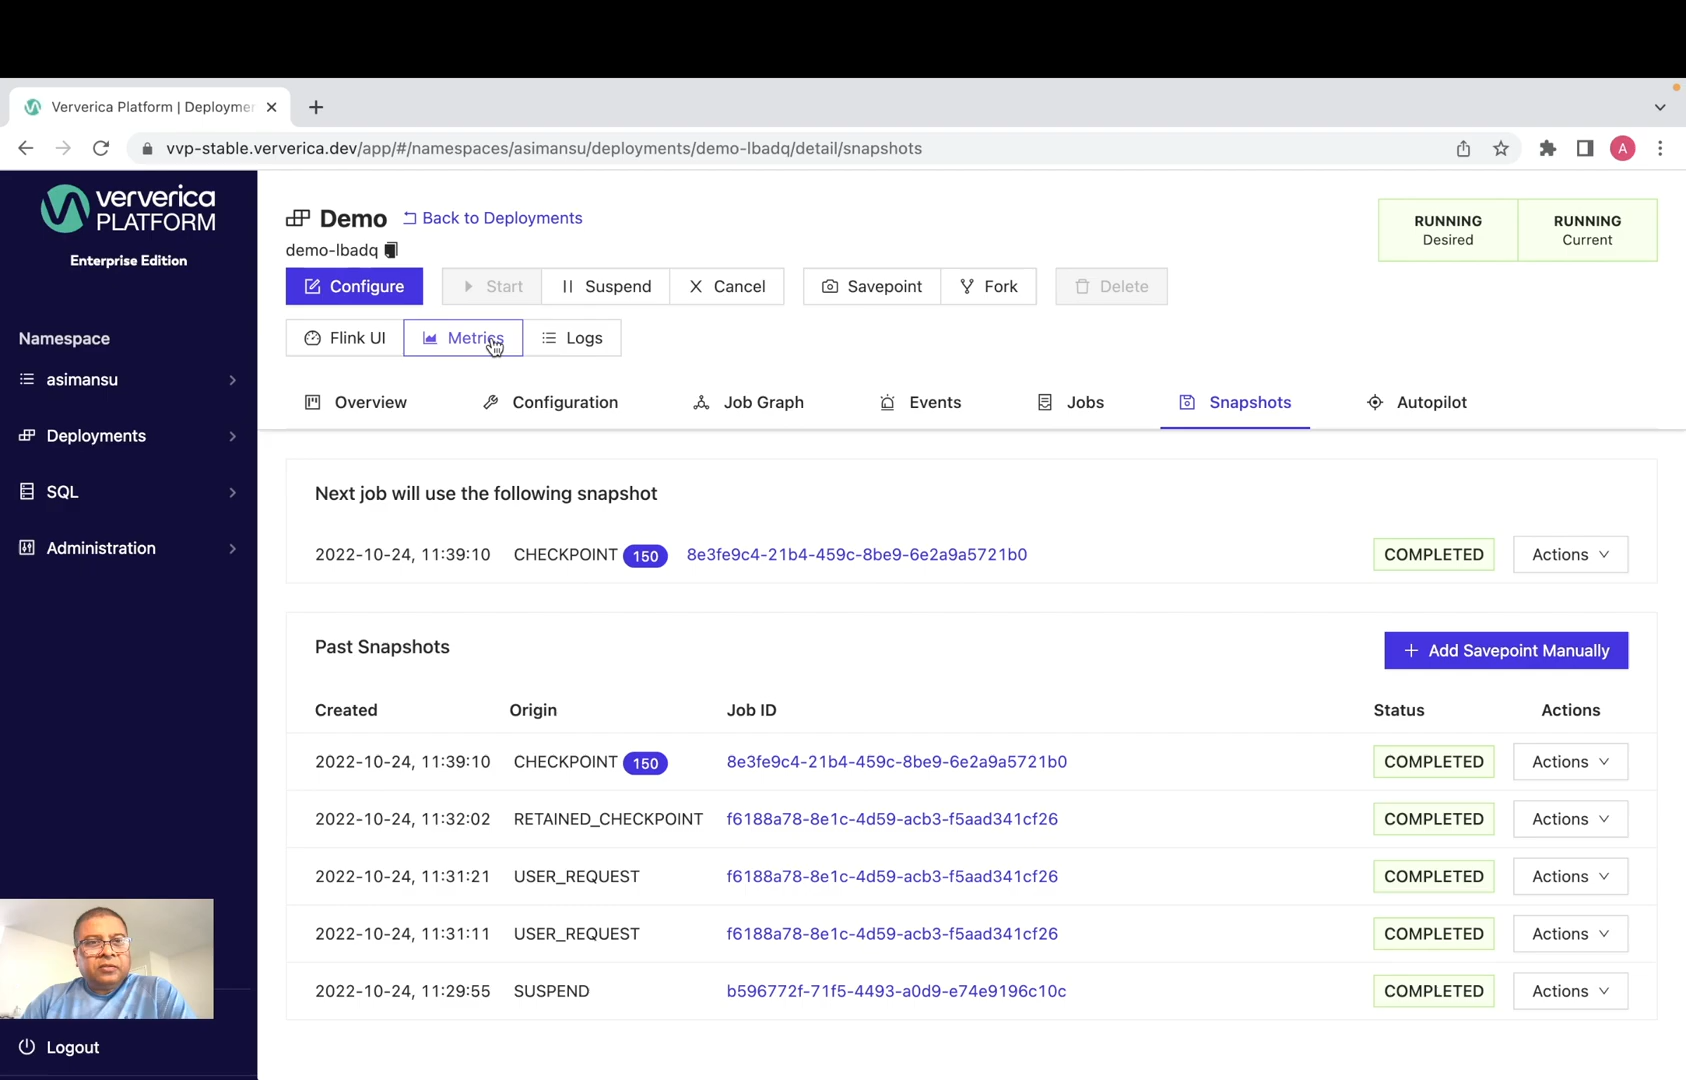 Ververica Platform | Deploymen
vvp-stable.ververica.dev/app/#/namespaces/asimansu/deployments/demo-lbadq/detail/snapshots
A
ververica
PLATFORM
Enterprise Edition
Namespace
asimansu
Deployments
SQL
Administration
Logout
Demo Back to Deployments
demo-lbadq
RUNNING
Desired
RUNNING
Current
Configure Start Suspend Cancel Savepoint Fork Delete
Flink UI Metrics Logs
Overview Configuration Job Graph Events Jobs Snapshots Autopilot
Next job will use the following snapshot
2022-10-24, 11:39:10 CHECKPOINT 150 8e3fe9c4-21b4-459c-8be9-6e2a9a5721b0 COMPLETED Actions
Past Snapshots
Add Savepoint Manually
Created Origin Job ID Status Actions
2022-10-24, 11:39:10 CHECKPOINT 150 8e3fe9c4-21b4-459c-8be9-6e2a9a5721b0 COMPLETED Actions
2022-10-24, 11:32:02 RETAINED_CHECKPOINT f6188a78-8e1c-4d59-acb3-f5aad341cf26 COMPLETED Actions
2022-10-24, 11:31:21 USER_REQUEST f6188a78-8e1c-4d59-acb3-f5aad341cf26 COMPLETED Actions
2022-10-24, 11:31:11 USER_REQUEST f6188a78-8e1c-4d59-acb3-f5aad341cf26 COMPLETED Actions
2022-10-24, 11:29:55 SUSPEND b596772f-71f5-4493-a0d9-e74e9196c10c COMPLETED Actions